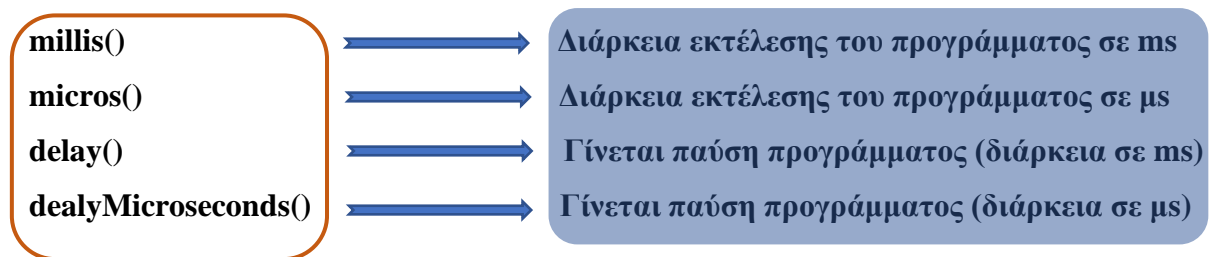 millis() Διάρκεια εκτέλεσης του προγράμματος σε ms
micros() Διάρκεια εκτέλεσης του προγράμματος σε μs
delay() Γίνεται παύση προγράμματος (διάρκεια σε ms)
dealyMicroseconds() Γίνεται παύση προγράμματος (διάρκεια σε μs)